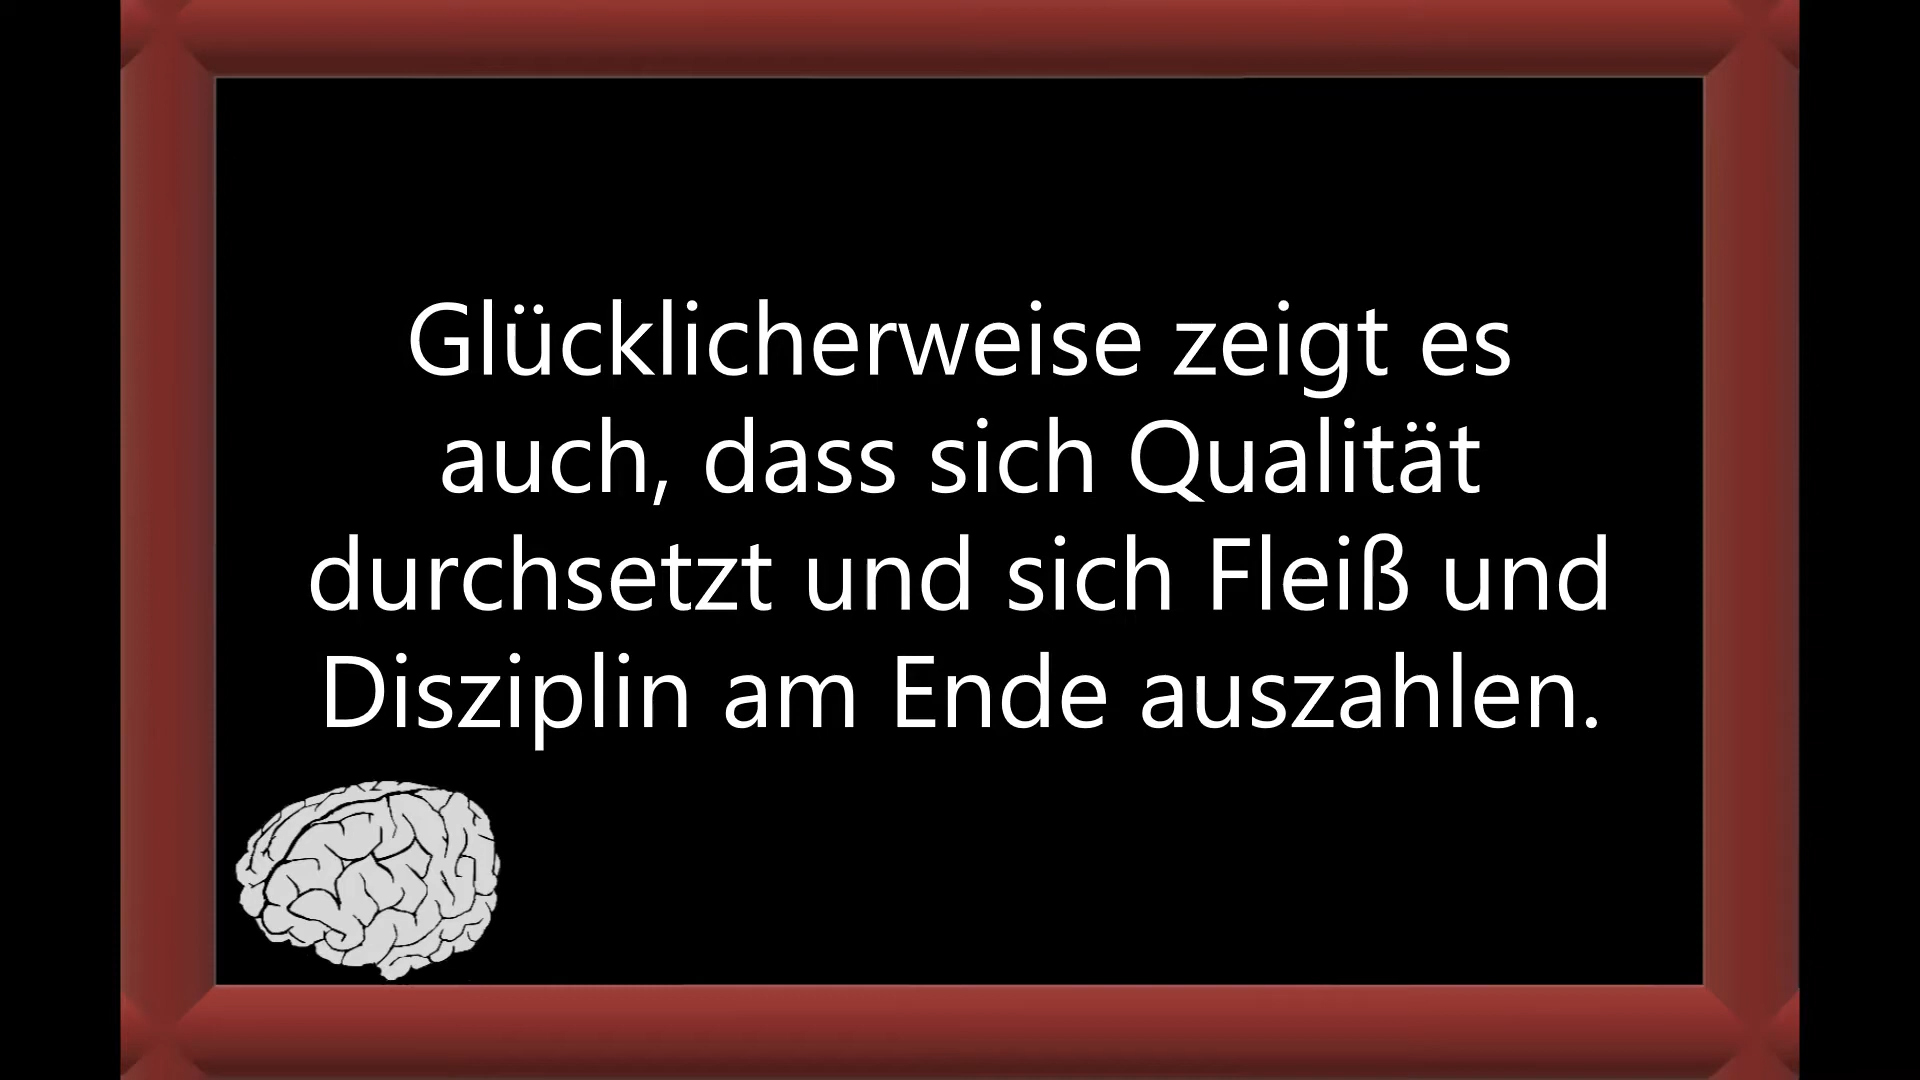 Glücklicherweise zeigt es
auch, dass sich Qualität
durchsetzt und sich Fleiß und
Disziplin am Ende auszahlen.